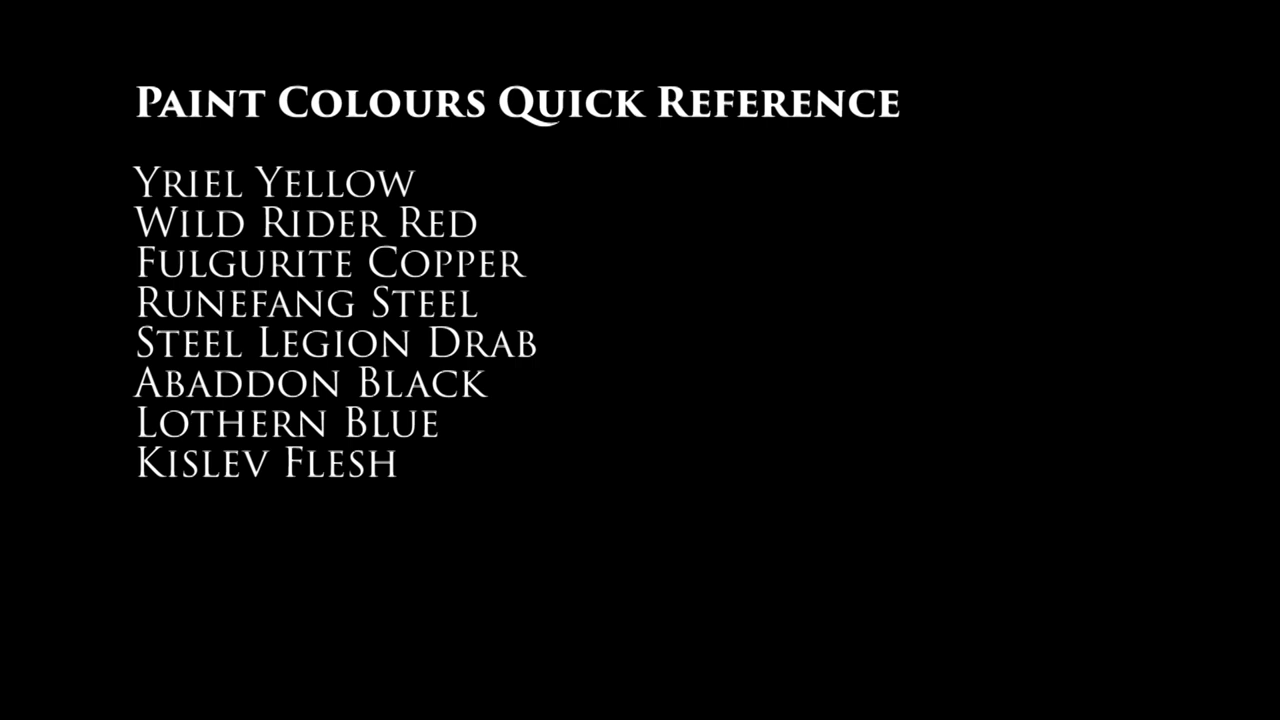 Paint Colours Quick Reference
Yriel Yellow
Wild Rider Red
Fulgurite Copper
Runefang Steel
Steel Legion Drab
Abaddon Black
Lothern Blue
Kislev Flesh